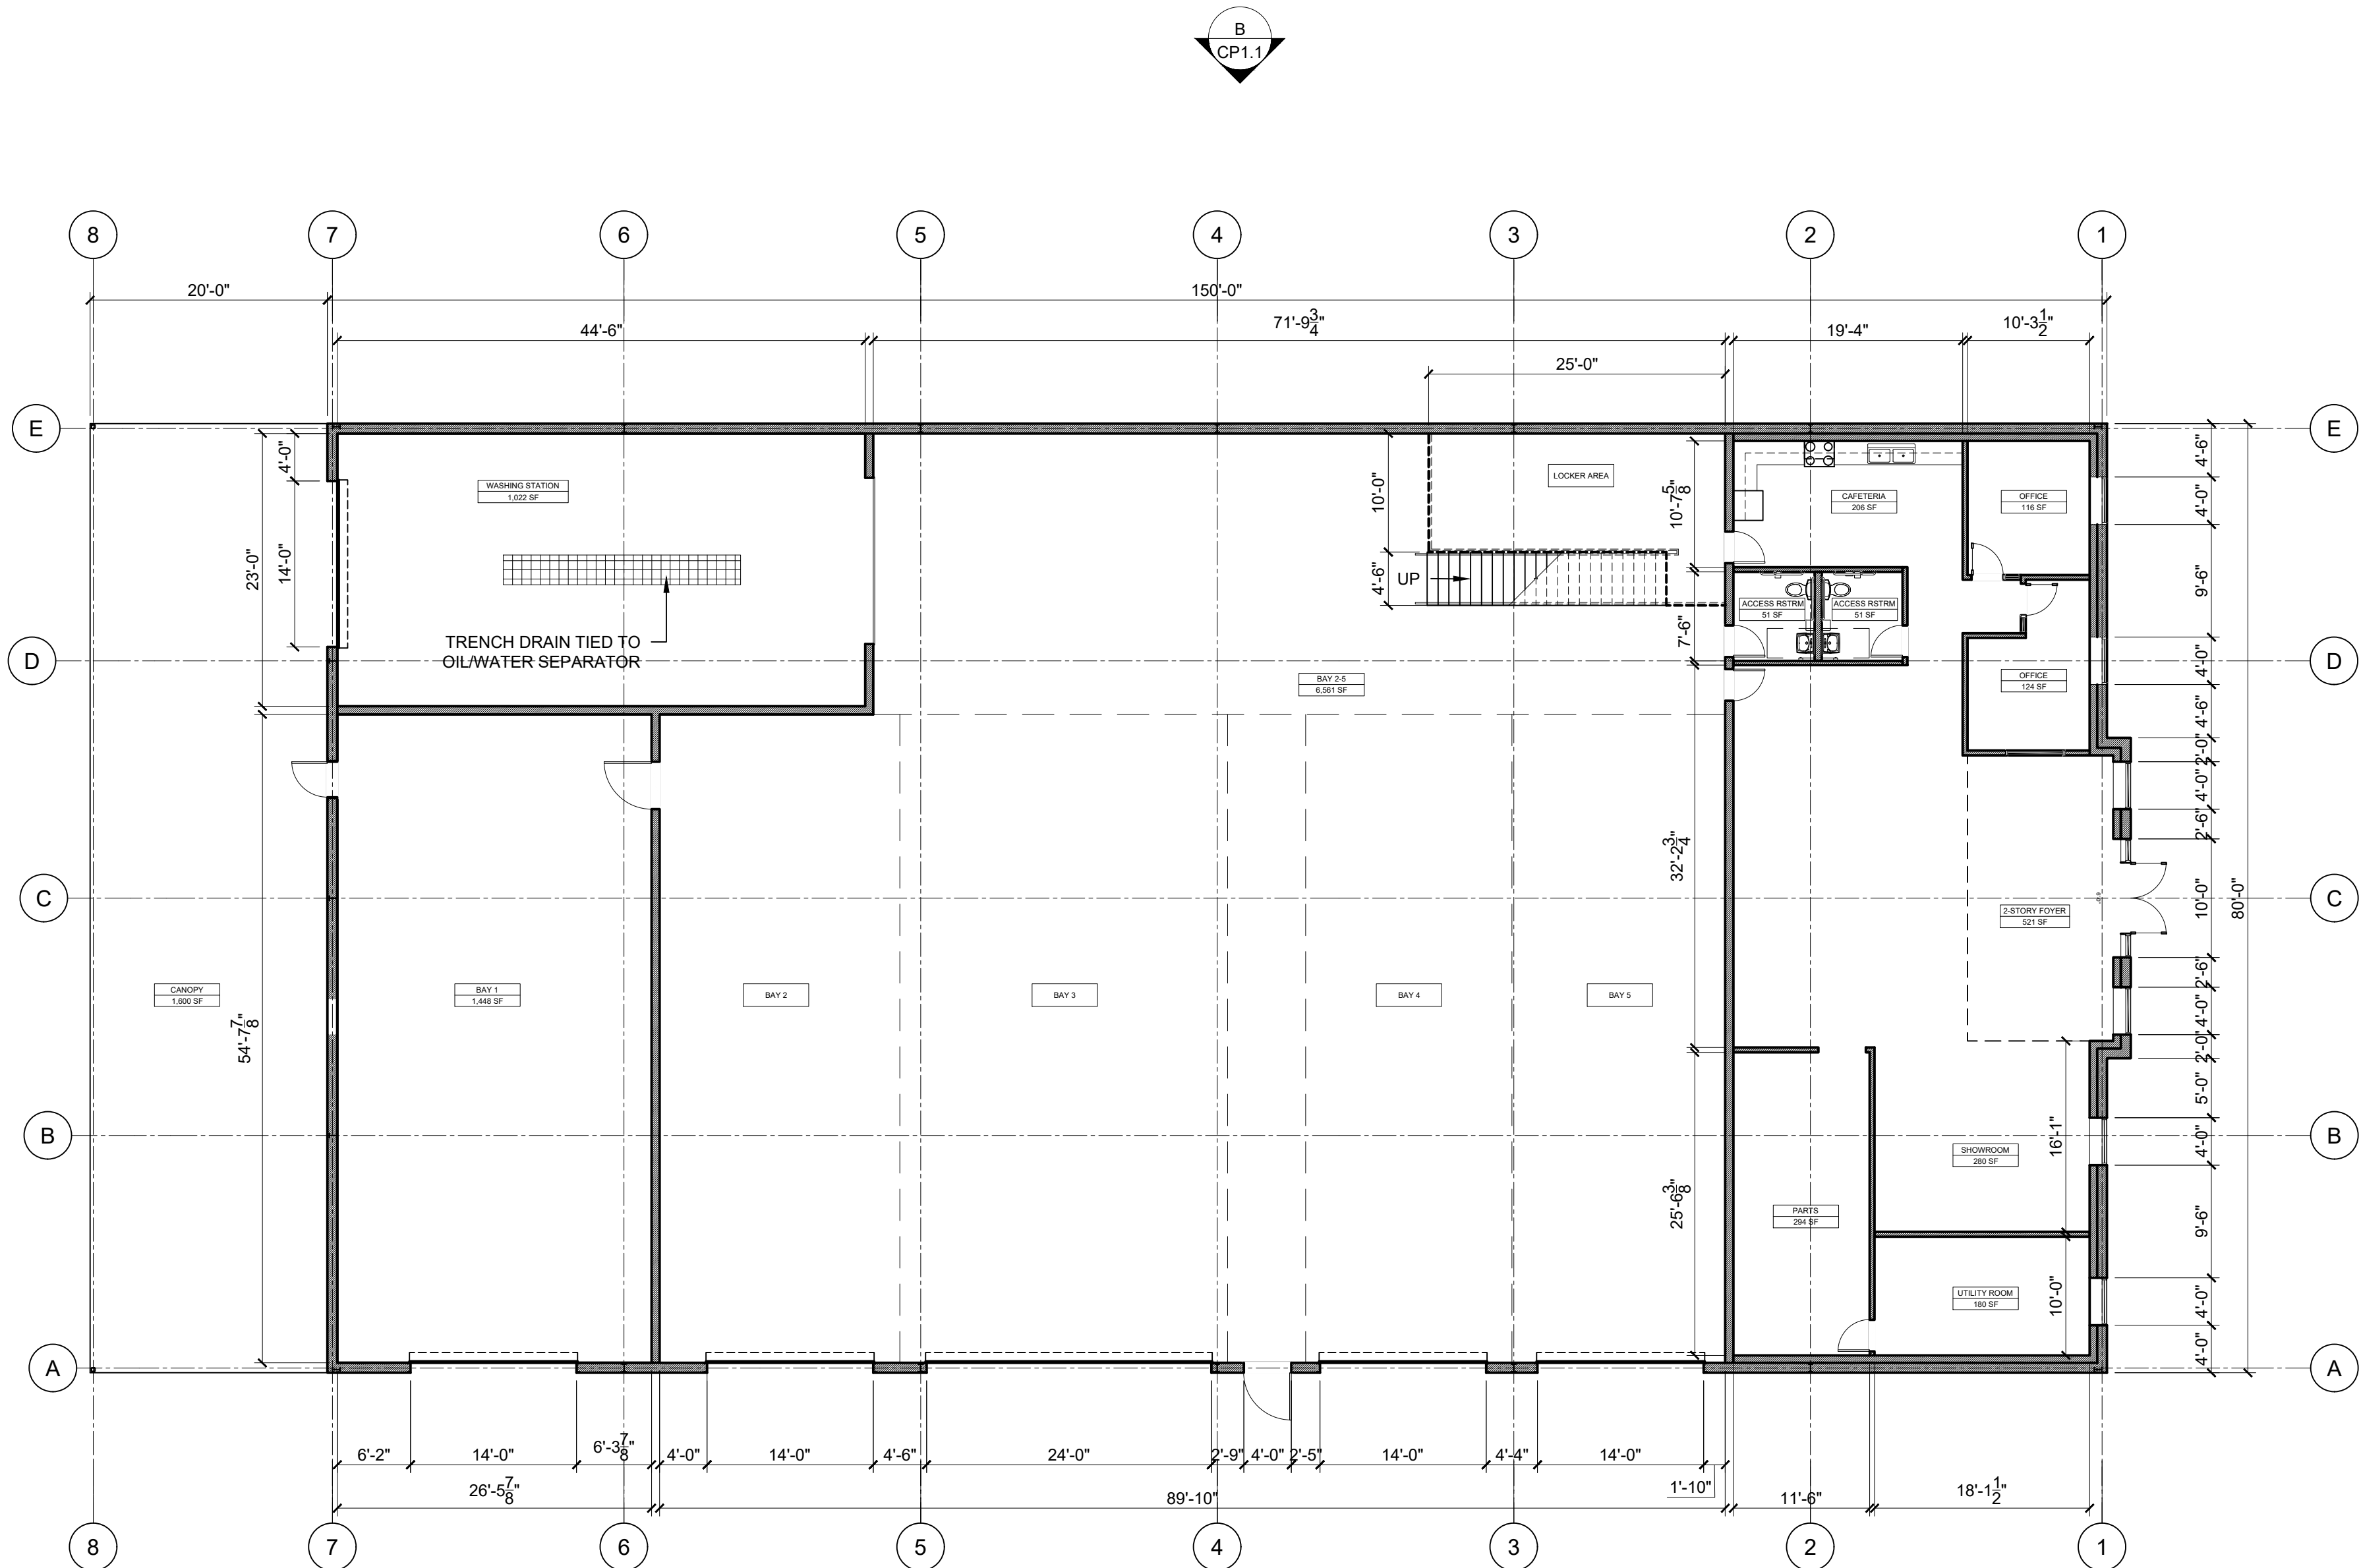 B
CP1.1
8
7
6
5
4
3
2
1
20'-0"
150'-0"
44'-6"
71'-9 3/4"
19'-4"
10'-3 1/2"
25'-0"
E
E
4'-0"
4'-6"
WASHING STATION
1,022 SF
LOCKER AREA
10'-0"
10'-7 5/8"
CAFETERIA
206 SF
OFFICE
116 SF
4'-0"
23'-0"
14'-0"
4'-6"
UP
9'-6"
ACCESS RSTRM
51 SF
ACCESS RSTRM
51 SF
7'-6"
TRENCH DRAIN TIED TO
OIL/WATER SEPARATOR
D
D
BAY 2-5
6,561 SF
OFFICE
124 SF
4'-0"
4'-6"
2'-0"
4'-0"
2'-6"
32'-2 3/4"
C
C
10'-0"
80'-0"
2-STORY FOYER
521 SF
2'-6"
CANOPY
1,600 SF
BAY 1
1,448 SF
BAY 2
BAY 3
BAY 4
BAY 5
4'-0"
54'-7 7/8"
2'-0"
5'-0"
B
B
16'-1"
4'-0"
SHOWROOM
280 SF
25'-6 3/8"
PARTS
294 SF
9'-6"
UTILITY ROOM
180 SF
10'-0"
4'-0"
4'-0"
A
A
6'-2"
14'-0"
6'-3 7/8"
4'-0"
14'-0"
4'-6"
24'-0"
2'-9"
4'-0"
2'-5"
14'-0"
4'-4"
14'-0"
1'-10"
26'-5 7/8"
89'-10"
11'-6"
18'-1 1/2"
8
7
6
5
4
3
2
1